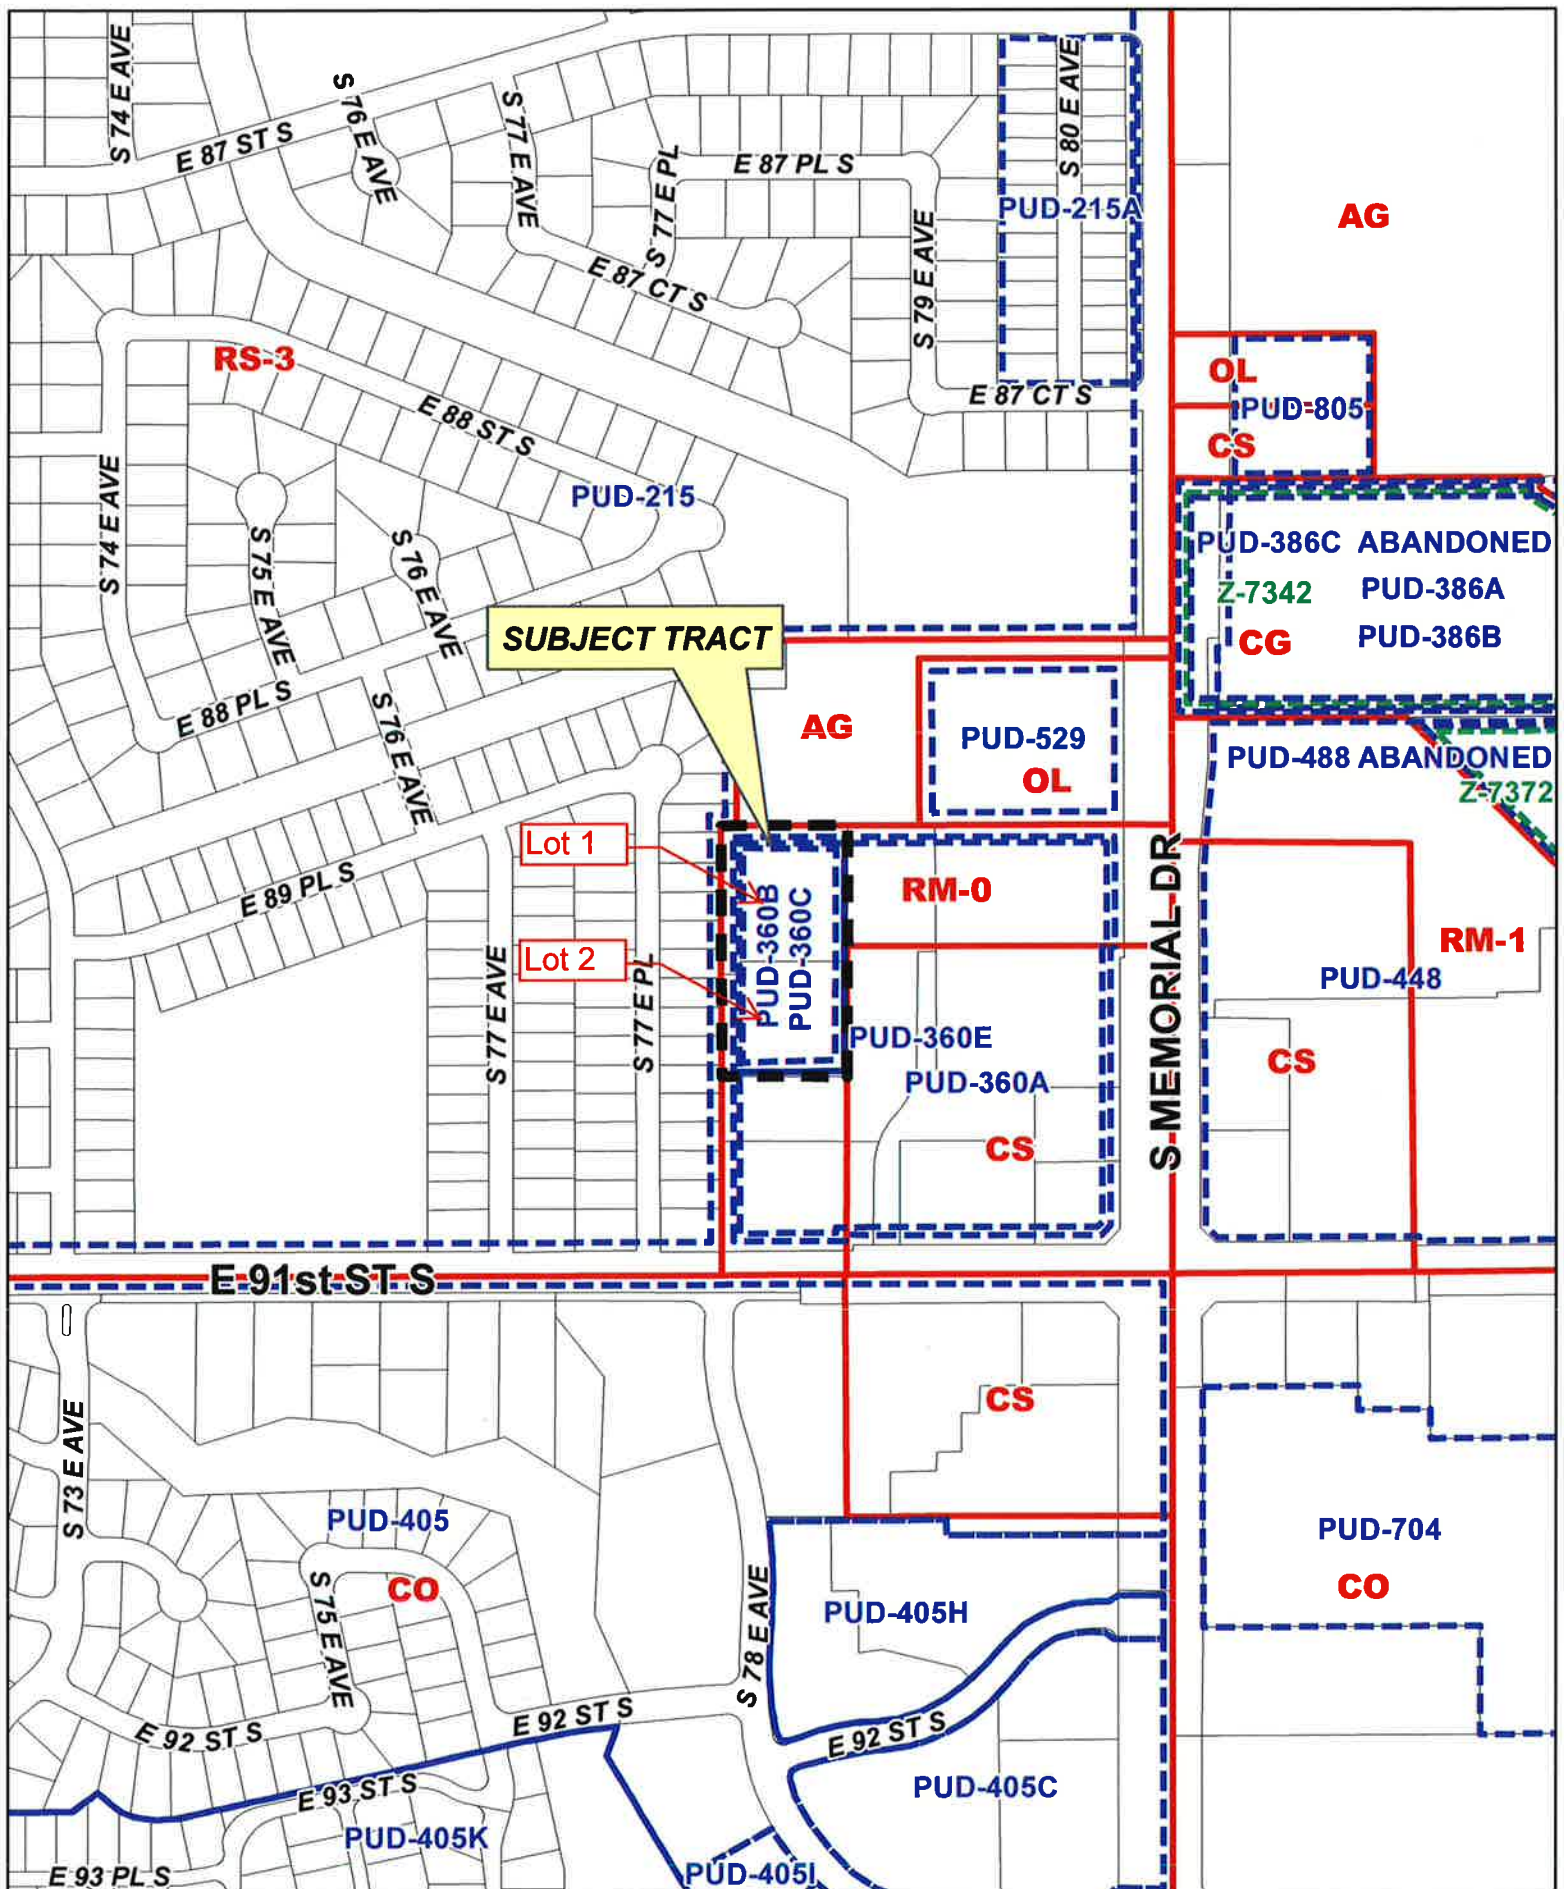 S 74 E AVE
E 87 ST S
S 76 E AVE
S 77 E AVE
S 77 E PL
E 87 PL S
S 80 E AVE
PUD-215A
AG
E 87 CT S
S 79 E AVE
E 87 CT S
RS-3
E 88 ST S
PUD-215
OL
PUD-805
CS
S 74 E AVE
S 75 E AVE
S 76 E AVE
PUD-386C ABANDONED
Z-7342
PUD-386A
CG
PUD-386B
SUBJECT TRACT
E 88 PL S
S 76 E AVE
AG
PUD-529
OL
PUD-488 ABANDONED
Z-7372
Lot 1
E 89 PL S
RM-0
Lot 2
PUD-360B
PUD-360C
S MEMORIAL DR
RM-1
PUD-448
S 77 E AVE
S 77 E PL
PUD-360E
PUD-360A
CS
CS
E 91st ST S
CS
S 73 E AVE
PUD-405
CO
S 75 E AVE
S 78 E AVE
PUD-405H
PUD-704
CO
E 92 ST S
E 92 ST S
E 92 ST S
E 93 ST S
PUD-405C
PUD-405K
PUD-405I
E 93 PL S